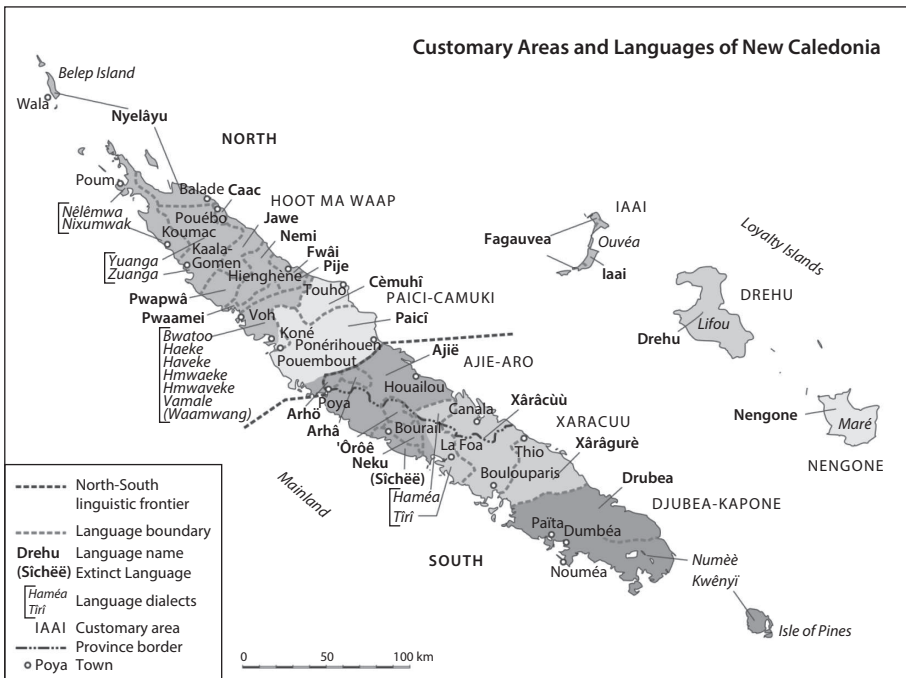 Customary Areas and Languages of New Caledonia
Belep Island
Wala
Nyelâyu
NORTH
Poum
Balade
Caac
HOOT MA WAAP
Nêlêmwa
Nixumwak
Pouébo
Koumac
Jawe
Nemi
Yuanga
Zuanga
Kaala-
Gomen
Fwâi
Pije
Hienghène
Touho
Cèmuhî
PAICI-CAMUKI
Pwapwâ
Pwaamei
Voh
Paicî
Bwatoo
Haeke
Haveke
Hmwaeke
Hmwaveke
Vamale
(Waamwang)
Koné
Ponérihouen
Pouembout
IAAI
Fagauvea
Ouvéa
Iaai
Loyalty Islands
DREHU
Lifou
Drehu
Ajië
AJIE-ARO
Houaïlou
Poya
Arhö
Arhâ
Canala
Xârâcùù
XARACUU
Nengone
Maré
NENGONE
'Ôrôê
Bourail
Neku
(Sîchëë)
La Foa
Thio
Xârâgurè
Boulouparis
Haméa
Tîrî
Mainland
Drubea
DJUBEA-KAPONE
Païta
Dumbéa
Nouméa
SOUTH
Numèè
Kwênyï
Isle of Pines
North-South
linguistic frontier
Language boundary
Drehu Language name
(Sîchëë) Extinct Language
Haméa
Tîrî
Language dialects
IAAI Customary area
Province border
Poya Town
0 50 100 km